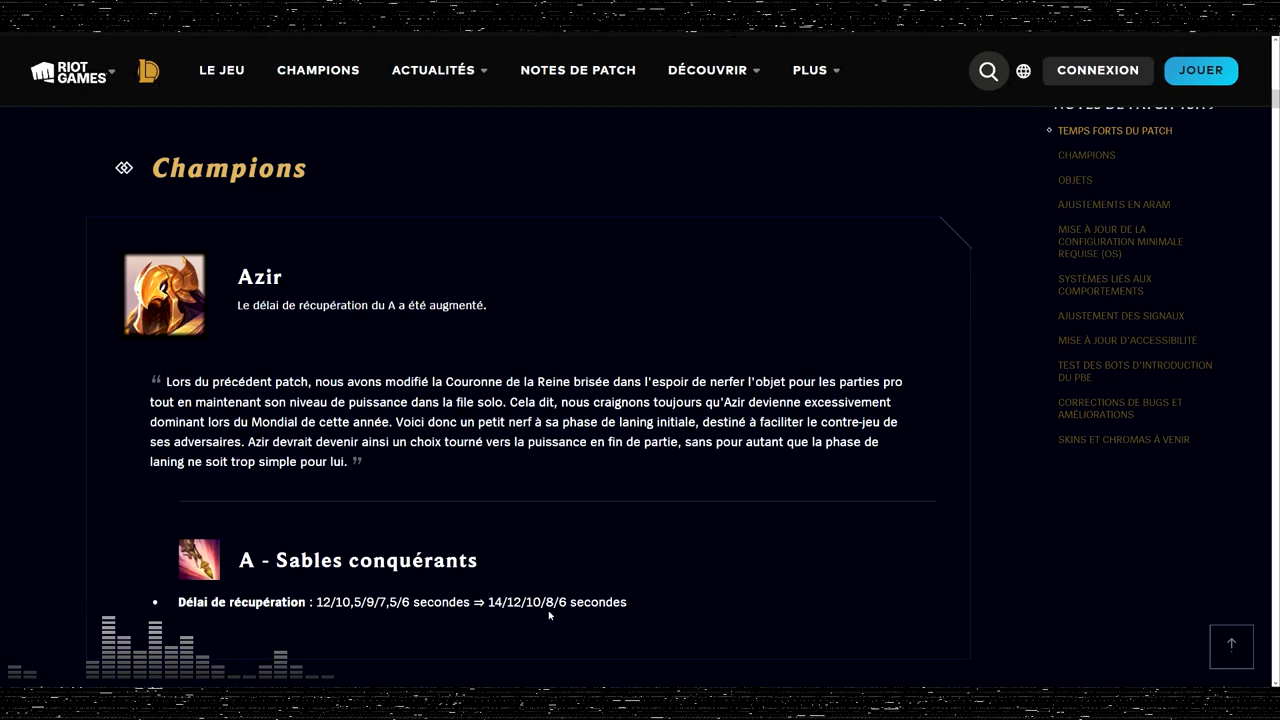 RIOT GAMES
LE JEU CHAMPIONS ACTUALITÉS NOTES DE PATCH DÉCOUVRIR PLUS CONNEXION JOUER
Champions
Azir
Le délai de récupération du A a été augmenté.
“ Lors du précédent patch, nous avons modifié la Couronne de la Reine brisée dans l'espoir de nerfer l'objet pour les parties pro
tout en maintenant son niveau de puissance dans la file solo. Cela dit, nous craignons toujours qu'Azir devienne excessivement
dominant lors du Mondial de cette année. Voici donc un petit nerf à sa phase de laning initiale, destiné à faciliter le contre-jeu de
ses adversaires. Azir devrait devenir ainsi un choix tourné vers la puissance en fin de partie, sans pour autant que la phase de
laning ne soit trop simple pour lui. ”
A - Sables conquérants
• Délai de récupération : 12/10,5/9/7,5/6 secondes ⇒ 14/12/10/8/6 secondes
TEMPS FORTS DU PATCH
CHAMPIONS
OBJETS
AJUSTEMENTS EN ARAM
MISE À JOUR DE LA
CONFIGURATION MINIMALE
REQUISE (OS)
SYSTÈMES LIÉS AUX
COMPORTEMENTS
AJUSTEMENT DES SIGNAUX
MISE À JOUR D'ACCESSIBILITÉ
TEST DES BOTS D'INTRODUCTION
DU PBE
CORRECTIONS DE BUGS ET
AMÉLIORATIONS
SKINS ET CHROMAS À VENIR